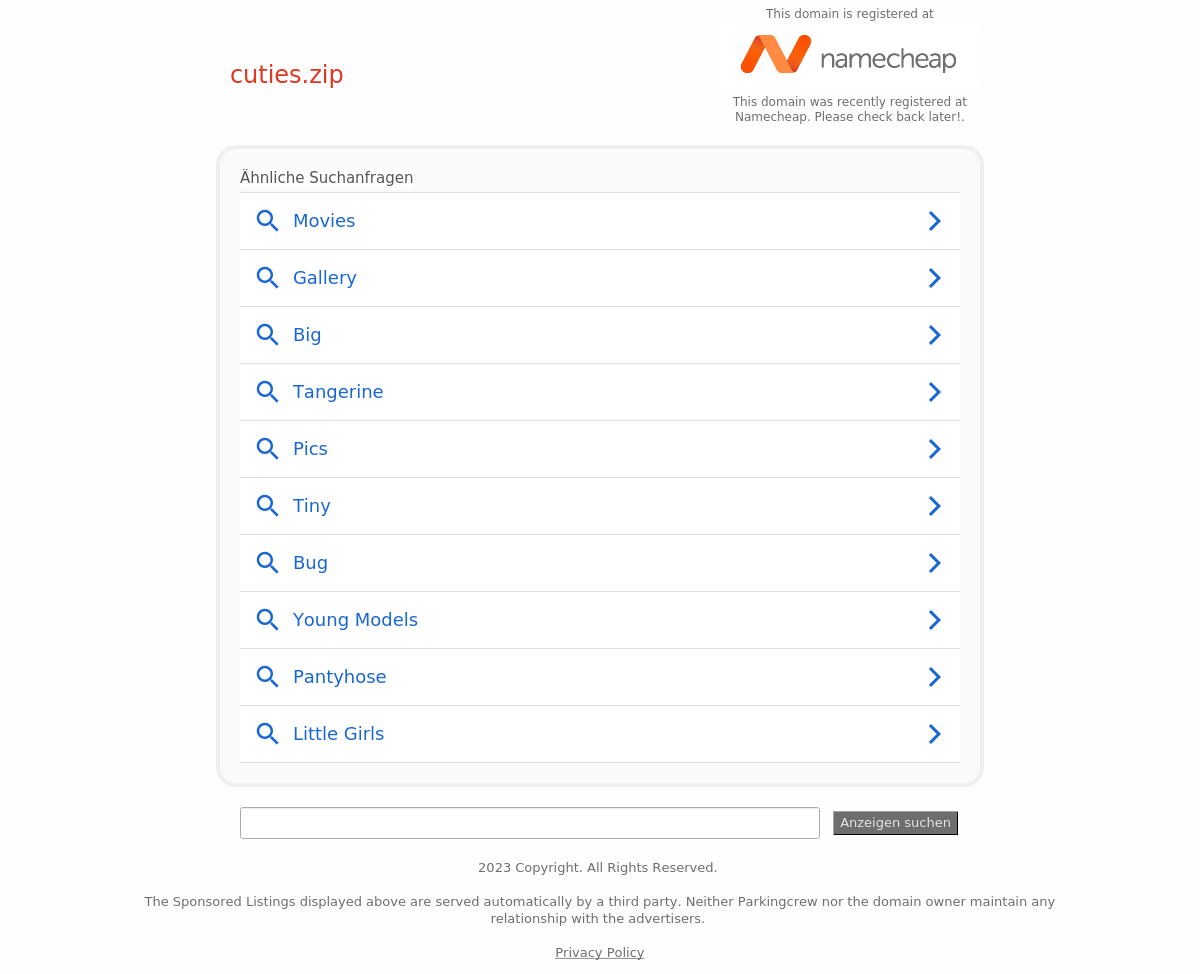 This domain is registered at
namecheap
cuties.zip
This domain was recently registered at
Namecheap. Please check back later!.
Ähnliche Suchanfragen
Movies
Gallery
Big
Tangerine
Pics
Tiny
Bug
Young Models
Pantyhose
Little Girls
Anzeigen suchen
2023 Copyright. All Rights Reserved.
The Sponsored Listings displayed above are served automatically by a third party. Neither Parkingcrew nor the domain owner maintain any
relationship with the advertisers.
Privacy Policy